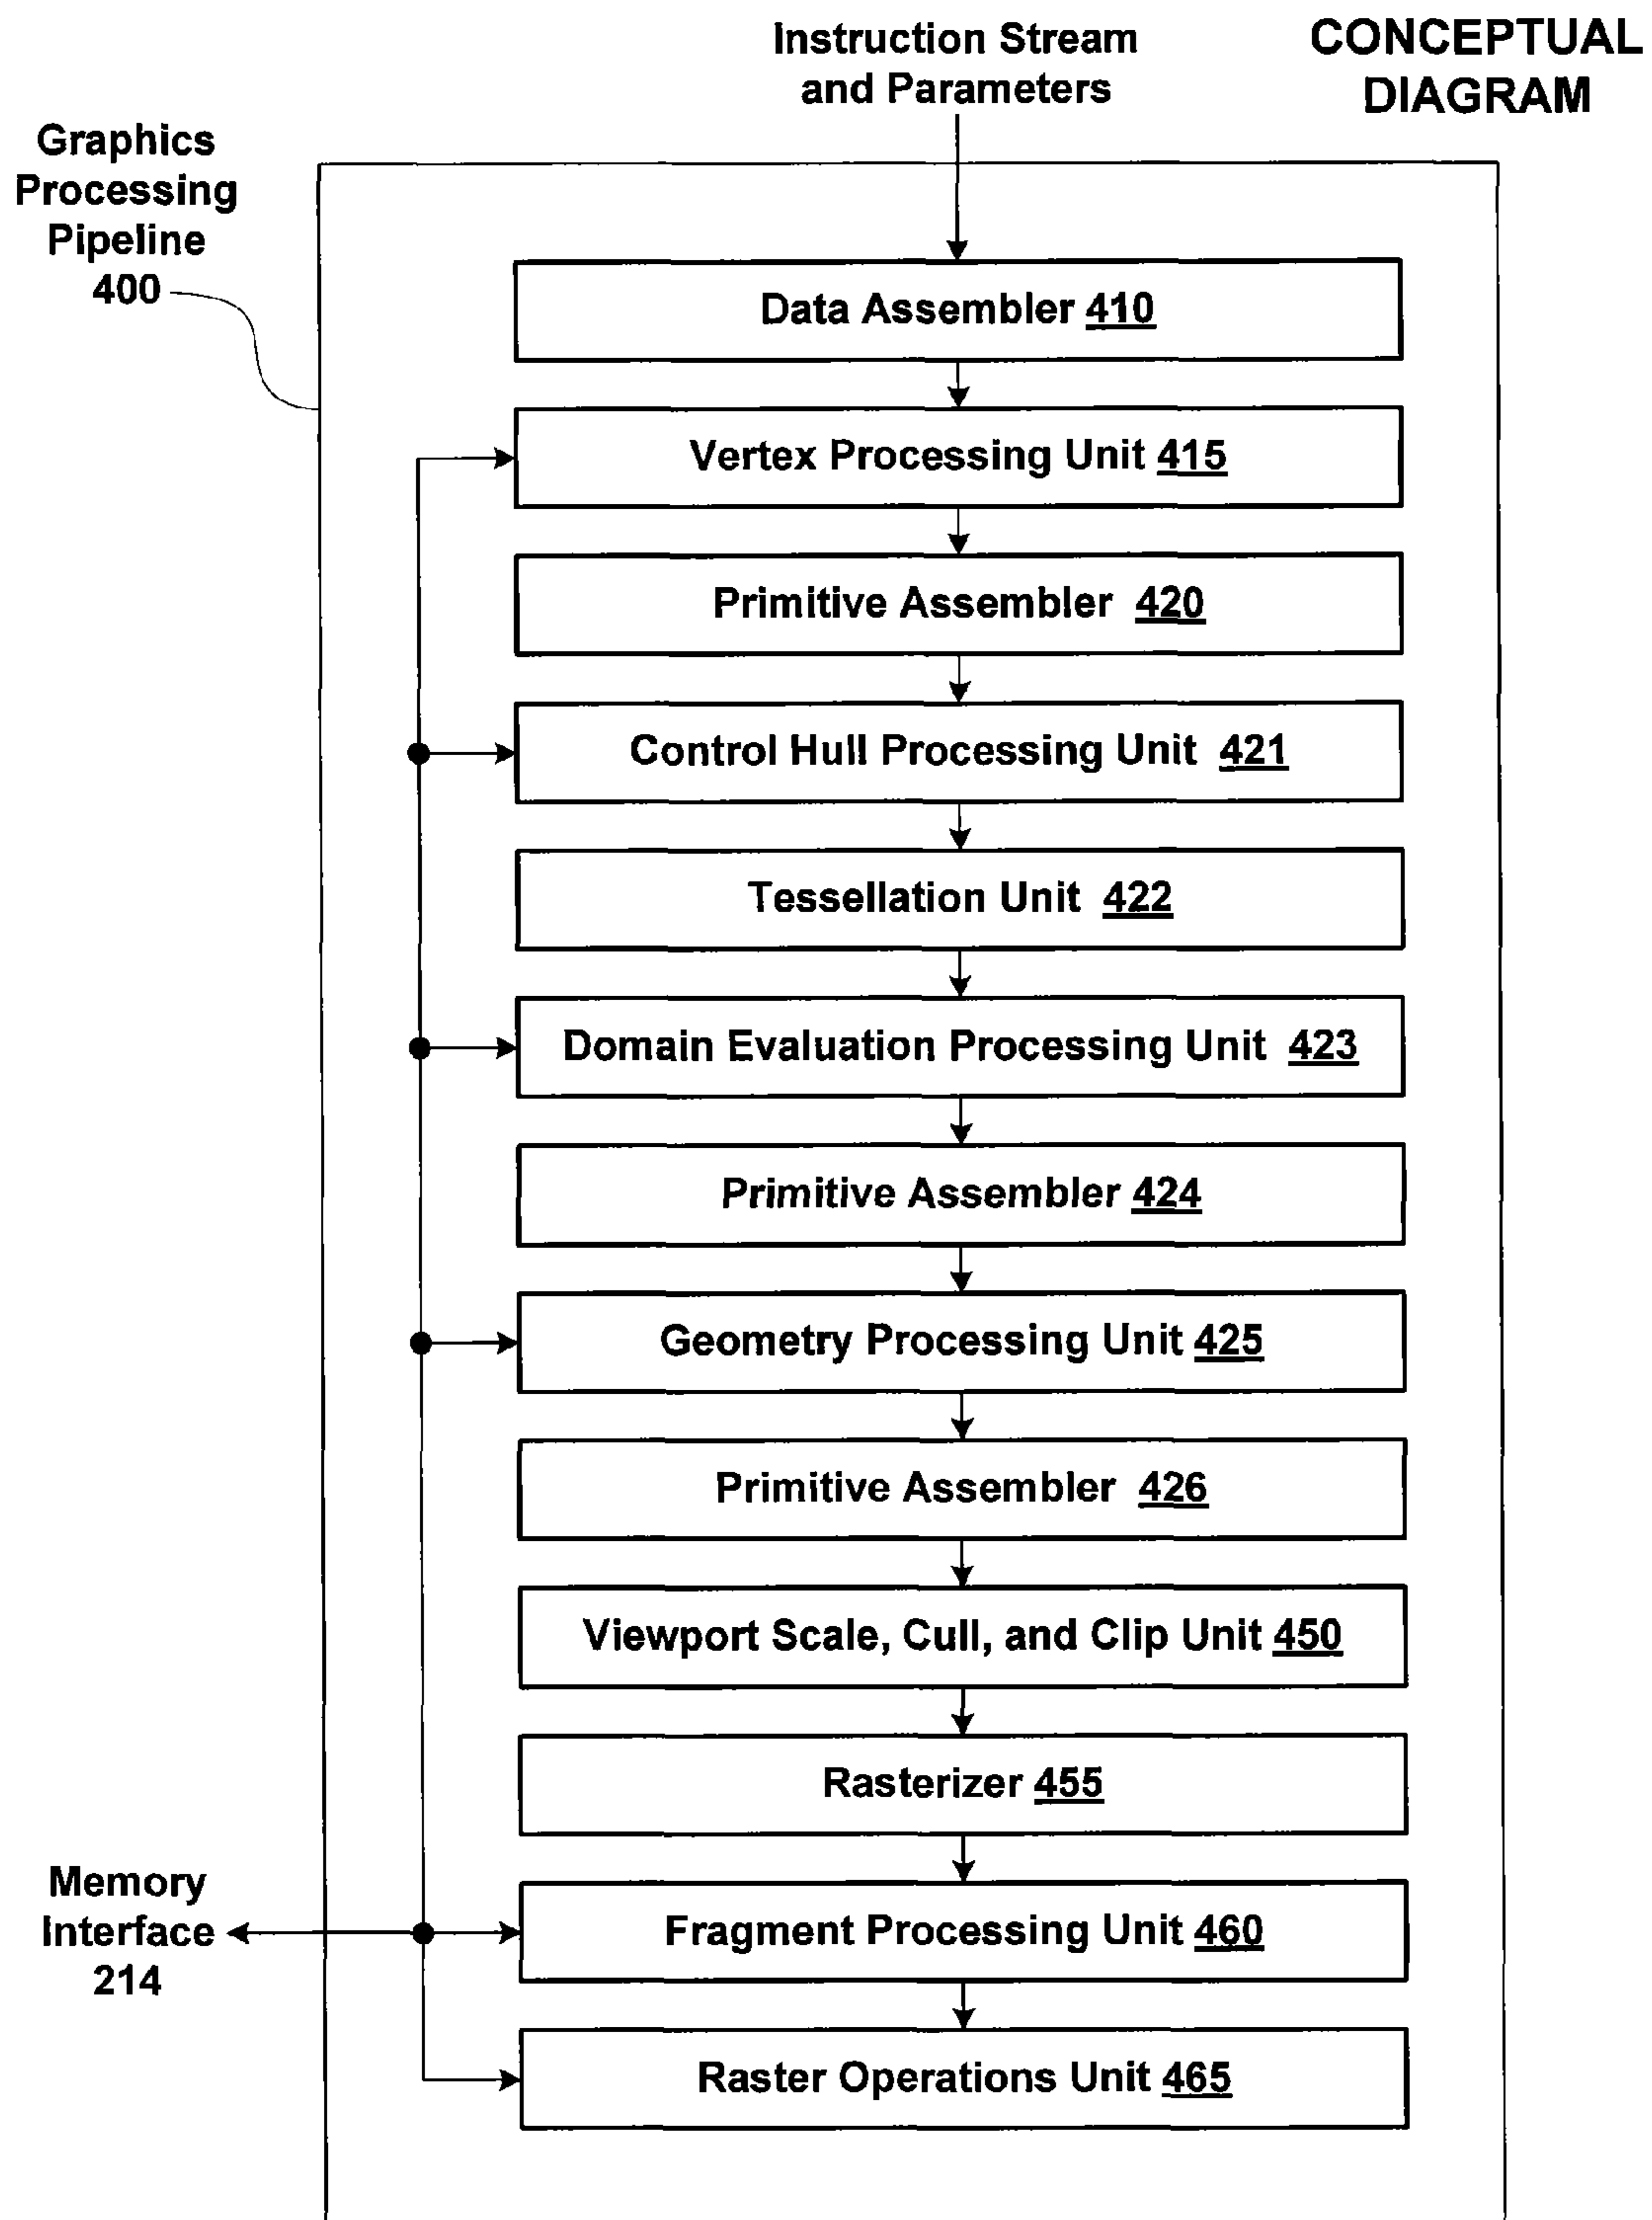 Instruction Stream
and Parameters
CONCEPTUAL
DIAGRAM
Graphics
Processing
Pipeline
400
Data Assembler 410
Vertex Processing Unit 415
Primitive Assembler 420
Control Hull Processing Unit 421
Tessellation Unit 422
Domain Evaluation Processing Unit 423
Primitive Assembler 424
Geometry Processing Unit 425
Primitive Assembler 426
Viewport Scale, Cull, and Clip Unit 450
Rasterizer 455
Memory
Interface
214
Fragment Processing Unit 460
Raster Operations Unit 465